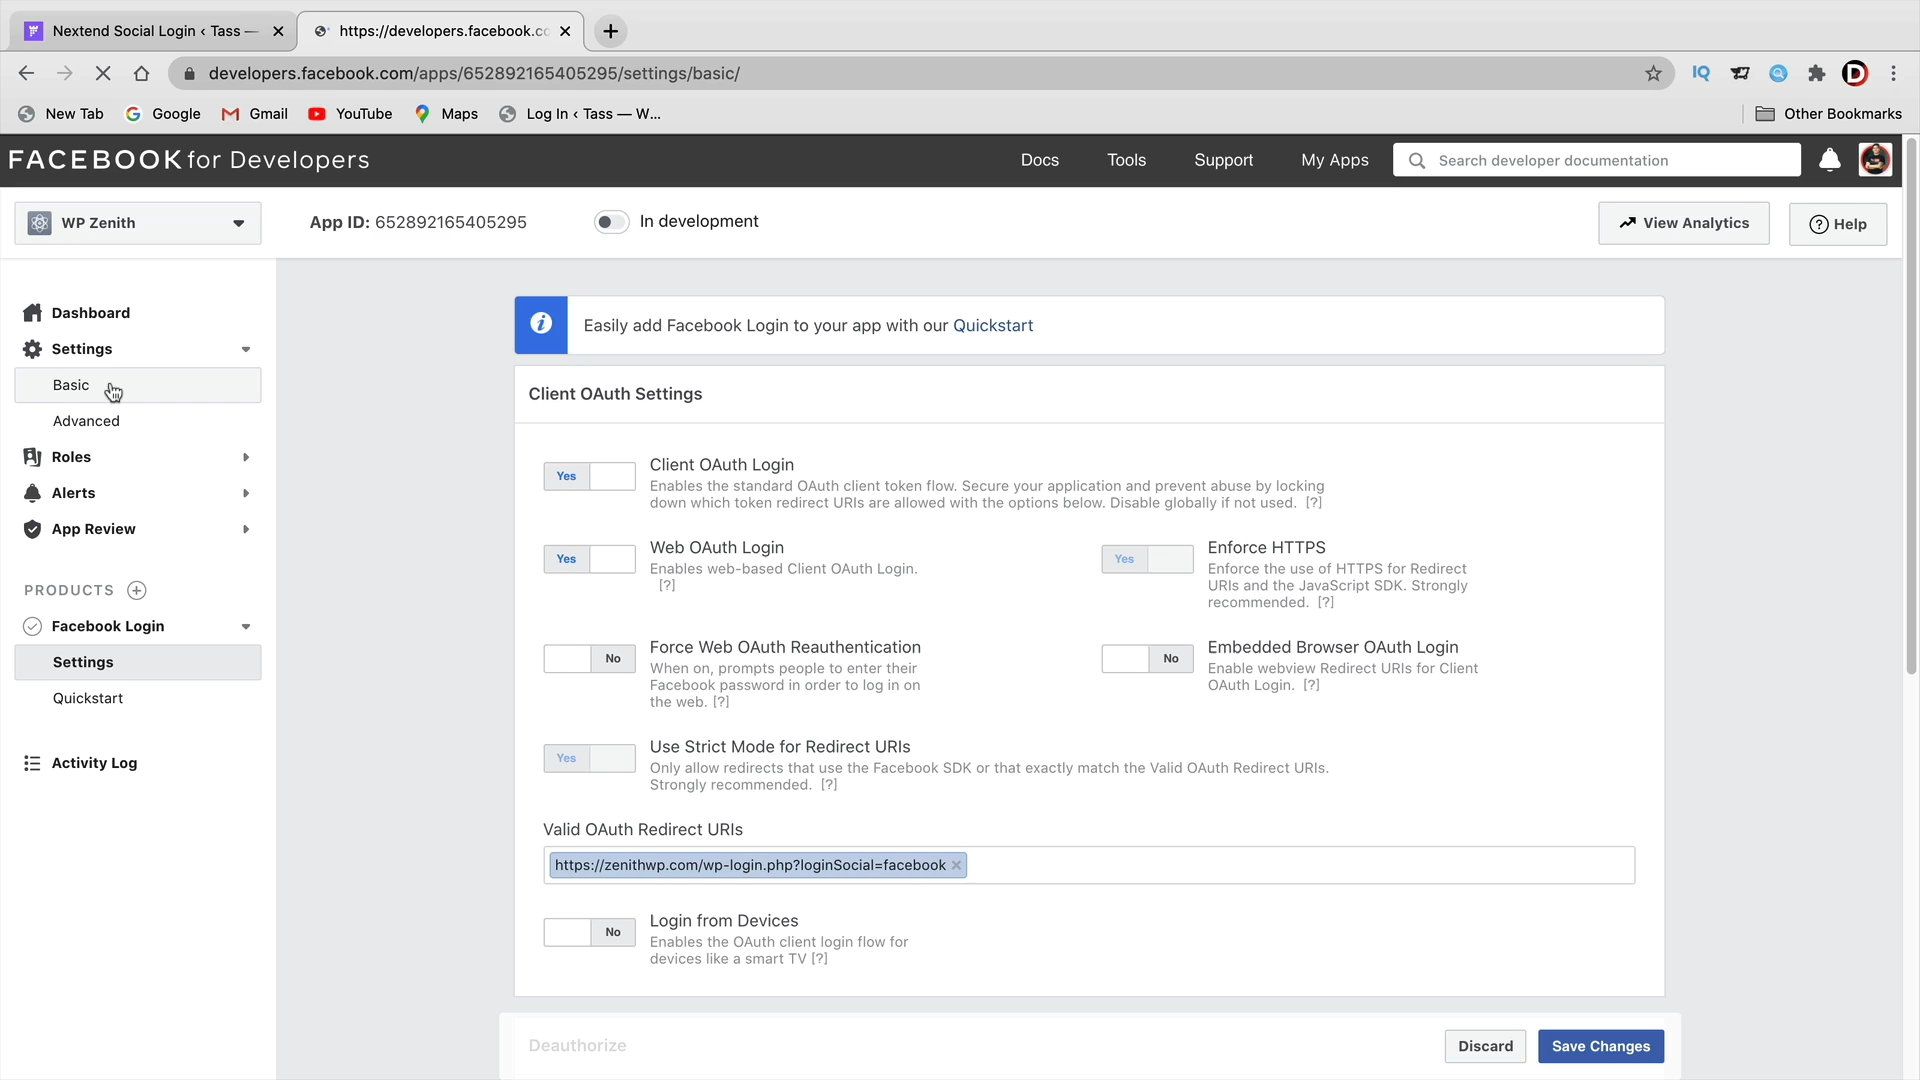 Nextend Social Login ‹ Tass —
https://developers.facebook.co
developers.facebook.com/apps/652892165405295/settings/basic/
IQ
D
New Tab
Google
Gmail
YouTube
Maps
Log In ‹ Tass — W...
Other Bookmarks
FACEBOOK for Developers
Docs
Tools
Support
My Apps
Search developer documentation
WP Zenith
App ID: 652892165405295
In development
View Analytics
Help
Dashboard
Settings
Basic
Advanced
Roles
Alerts
App Review
PRODUCTS
Facebook Login
Settings
Quickstart
Activity Log
Easily add Facebook Login to your app with our Quickstart
Client OAuth Settings
Yes
Client OAuth Login
Enables the standard OAuth client token flow. Secure your application and prevent abuse by locking
down which token redirect URIs are allowed with the options below. Disable globally if not used. [?]
Yes
Web OAuth Login
Enables web-based Client OAuth Login.
[?]
Yes
Enforce HTTPS
Enforce the use of HTTPS for Redirect
URIs and the JavaScript SDK. Strongly
recommended. [?]
No
Force Web OAuth Reauthentication
When on, prompts people to enter their
Facebook password in order to log in on
the web. [?]
No
Embedded Browser OAuth Login
Enable webview Redirect URIs for Client
OAuth Login. [?]
Yes
Use Strict Mode for Redirect URIs
Only allow redirects that use the Facebook SDK or that exactly match the Valid OAuth Redirect URIs.
Strongly recommended. [?]
Valid OAuth Redirect URIs
https://zenithwp.com/wp-login.php?loginSocial=facebook
No
Login from Devices
Enables the OAuth client login flow for
devices like a smart TV [?]
Deauthorize
Discard
Save Changes